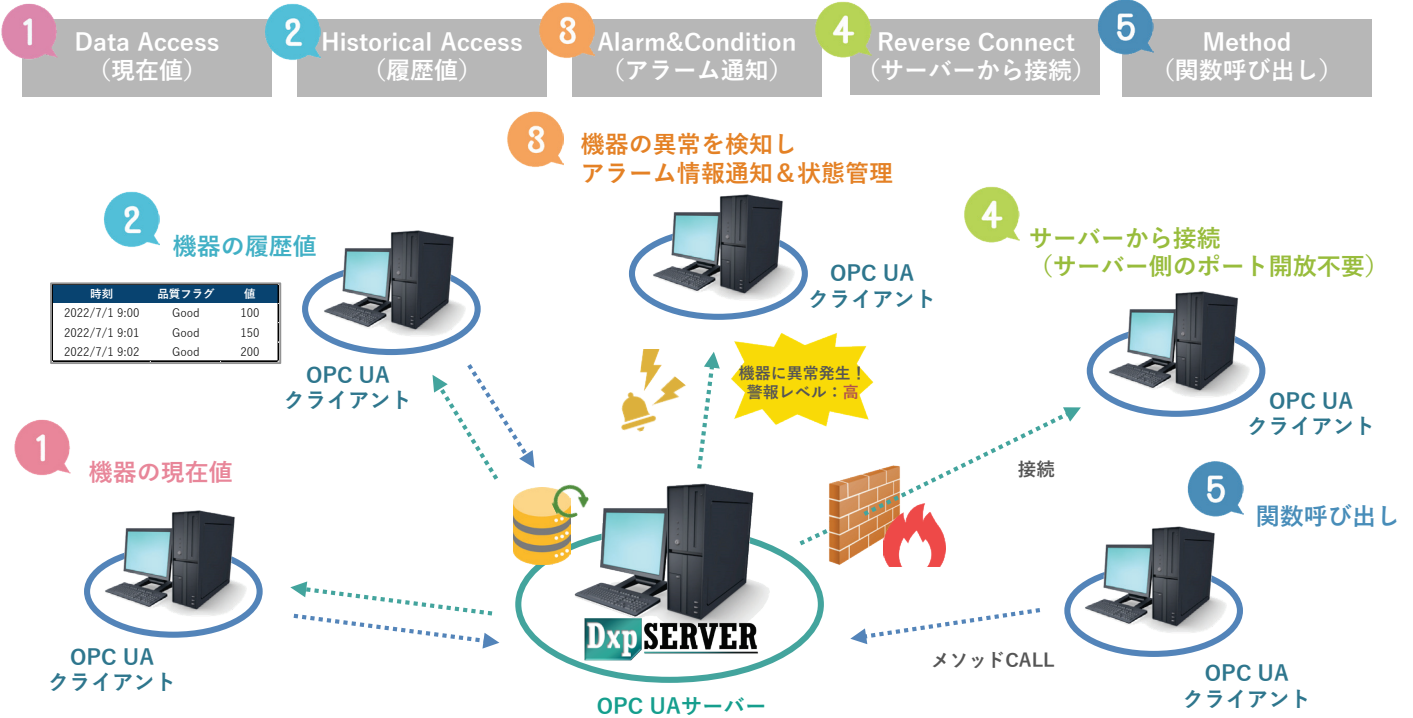 1
Data Access
（現在値）
2
Historical Access
（履歴値）
3
Alarm&Condition
（アラーム通知）
4
Reverse Connect
（サーバーから接続）
5
Method
（関数呼び出し）
3
機器の異常を検知し
アラーム情報通知＆状態管理
OPC UA
クライアント
2
機器の履歴値
時刻 品質フラグ 値
2022/7/1 9:00 Good 100
2022/7/1 9:01 Good 150
2022/7/1 9:02 Good 200
OPC UA
クライアント
4
サーバーから接続
（サーバー側のポート開放不要）
OPC UA
クライアント
機器に異常発生！
警報レベル：高
1
機器の現在値
OPC UA
クライアント
接続
5
関数呼び出し
メソッドCALL
OPC UA
クライアント
DxpSERVER
OPC UAサーバー